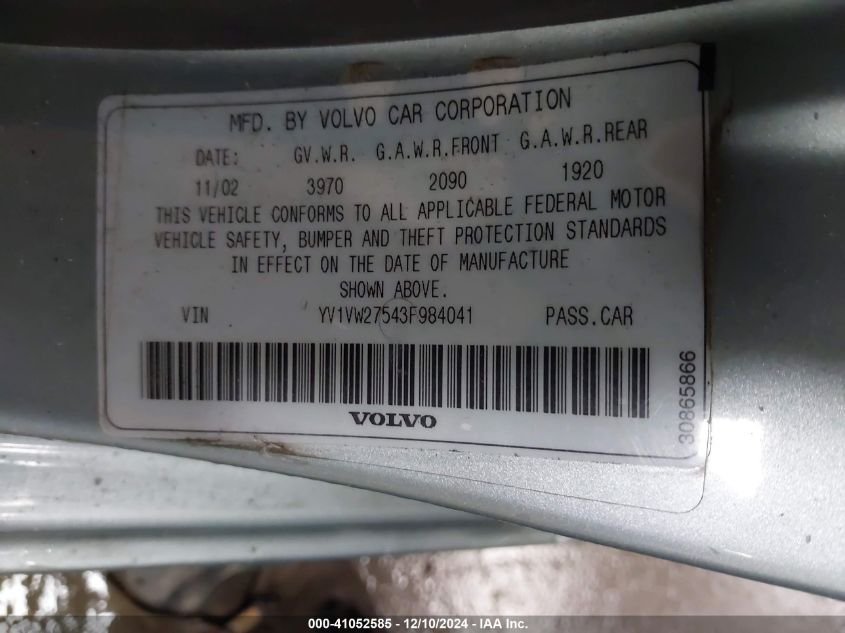 MFD. BY VOLVO CAR CORPORATION
DATE: GV.W.R. G.A.W.R.FRONT G.A.W.R.REAR
11/02 3970 2090 1920
THIS VEHICLE CONFORMS TO ALL APPLICABLE FEDERAL MOTOR
VEHICLE SAFETY, BUMPER AND THEFT PROTECTION STANDARDS
IN EFFECT ON THE DATE OF MANUFACTURE
SHOWN ABOVE.
VIN YV1VW27543F984041 PASS.CAR
VOLVO
30865866
000-41052585 - 12/10/2024 - IAA Inc.